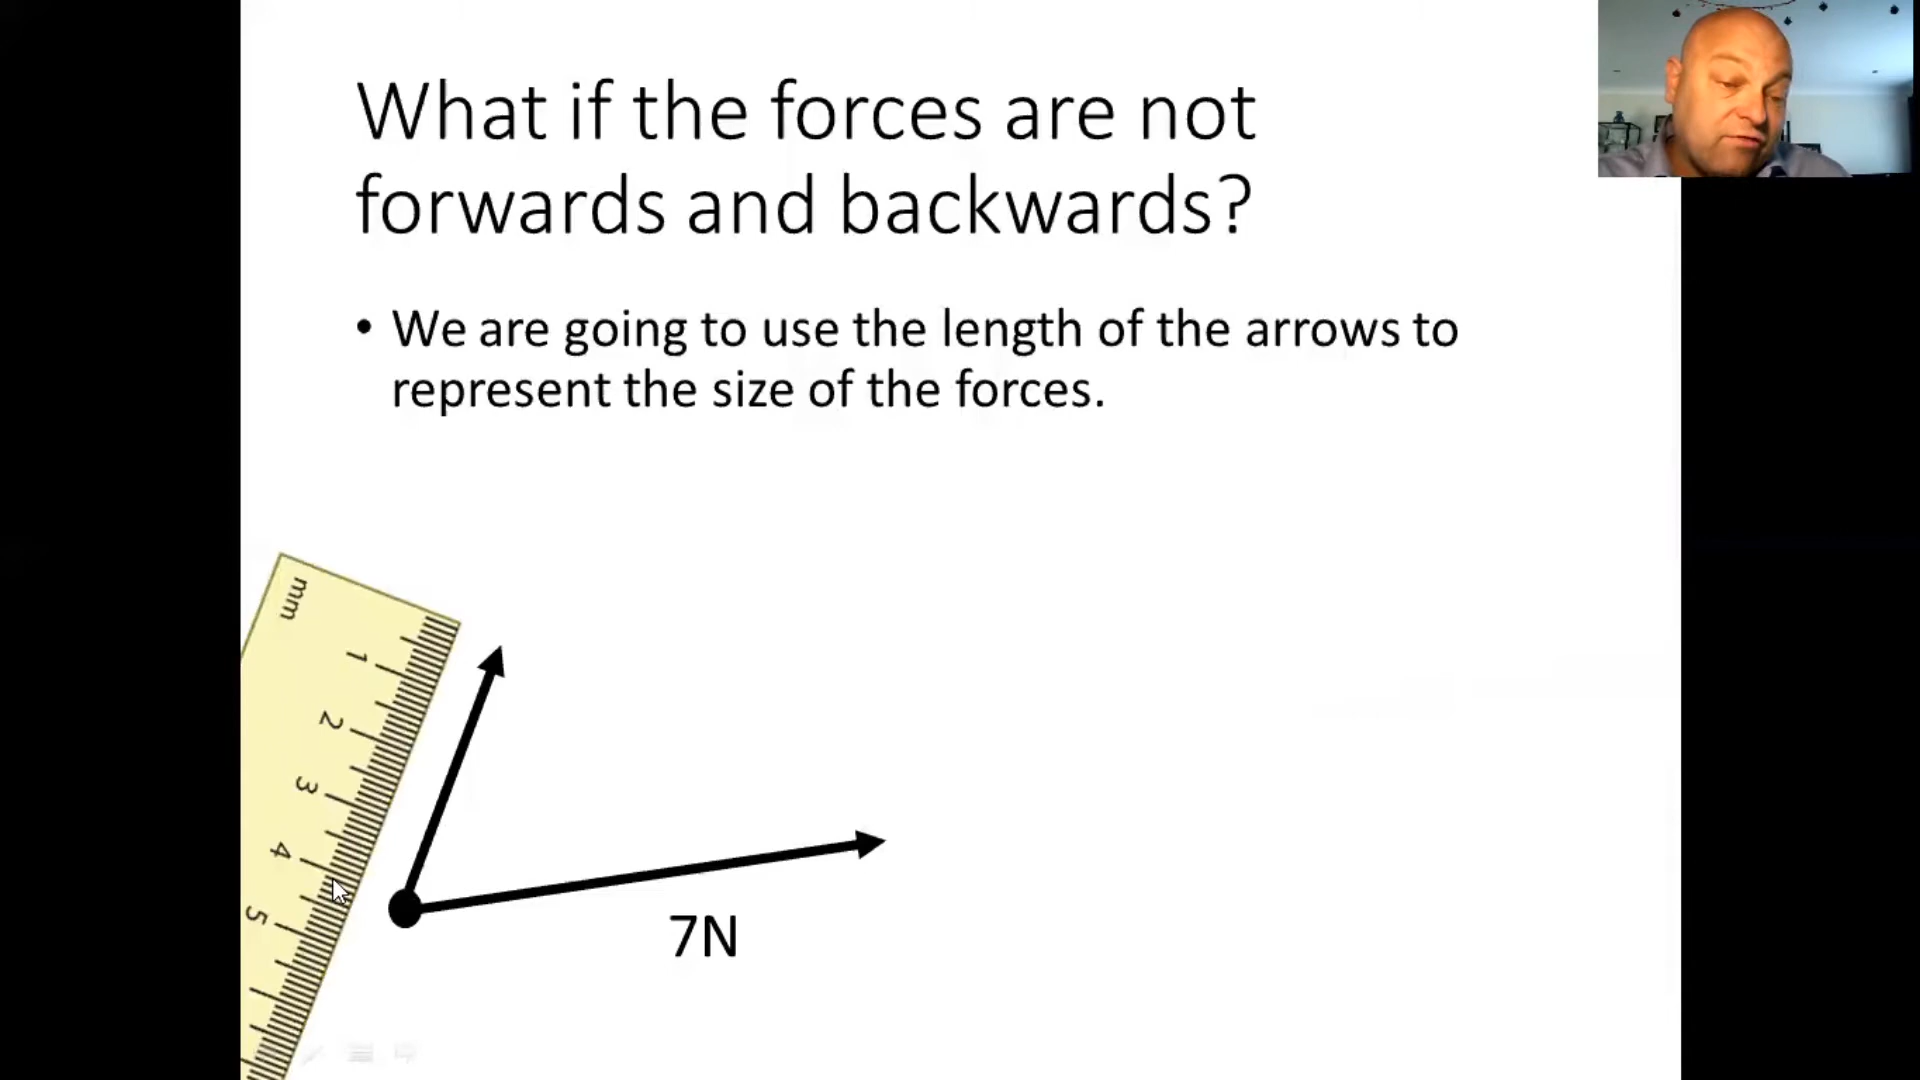 What if the forces are not
forwards and backwards?
• We are going to use the length of the arrows to
represent the size of the forces.
mm
1
2
3
4
5
7N